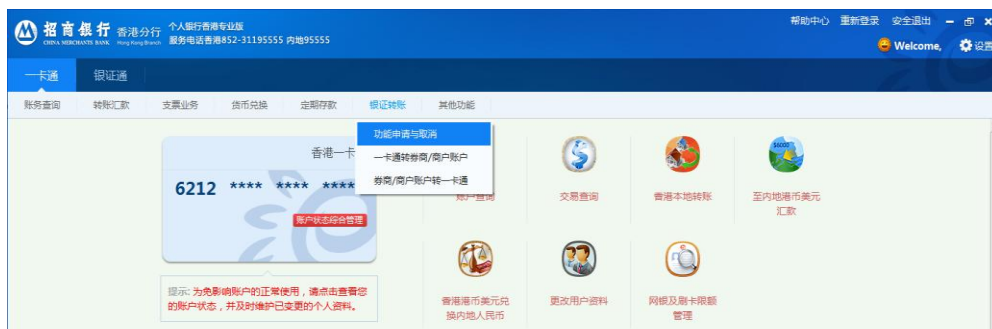 招商银行 香港分行 个人银行香港专业版
CHINA MERCHANTS BANK Hong Kong Branch 服务电话香港852-31195555 内地95555
帮助中心 重新登录 安全退出
Welcome, 设置
一卡通 银证通
账务查询 转账汇款 支票业务 货币兑换 定期存款 银证转账 其他功能
功能申请与取消
一卡通转券商/商户账户
券商/商户账户转一卡通
香港一卡
6212 **** **** ****
账户状态综合管理
账户查询 交易查询 香港本地转账 至内地港币美元
汇款
提示: 为免影响账户的正常使用，请点击查看您
的账户状态，并及时维护已变更的个人资料。
香港港币美元兑
换内地人民币
更改用户资料
网银及刷卡限额
管理